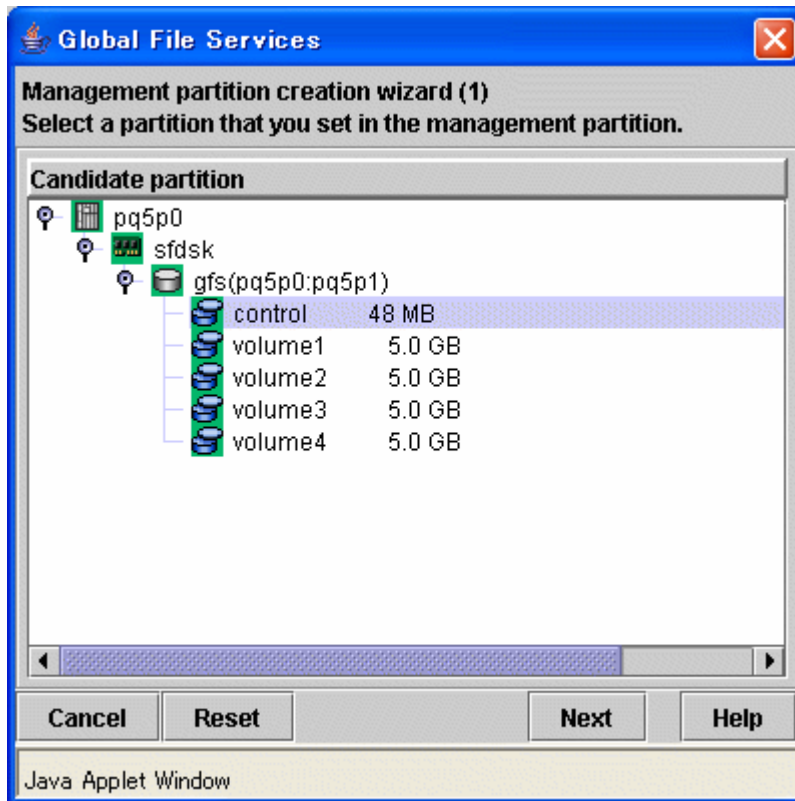 Global File Services
Management partition creation wizard (1)
Select a partition that you set in the management partition.
Candidate partition
pq5p0
sfdsk
gfs(pq5p0:pq5p1)
control 48 MB
volume1 5.0 GB
volume2 5.0 GB
volume3 5.0 GB
volume4 5.0 GB
Cancel Reset Next Help
Java Applet Window